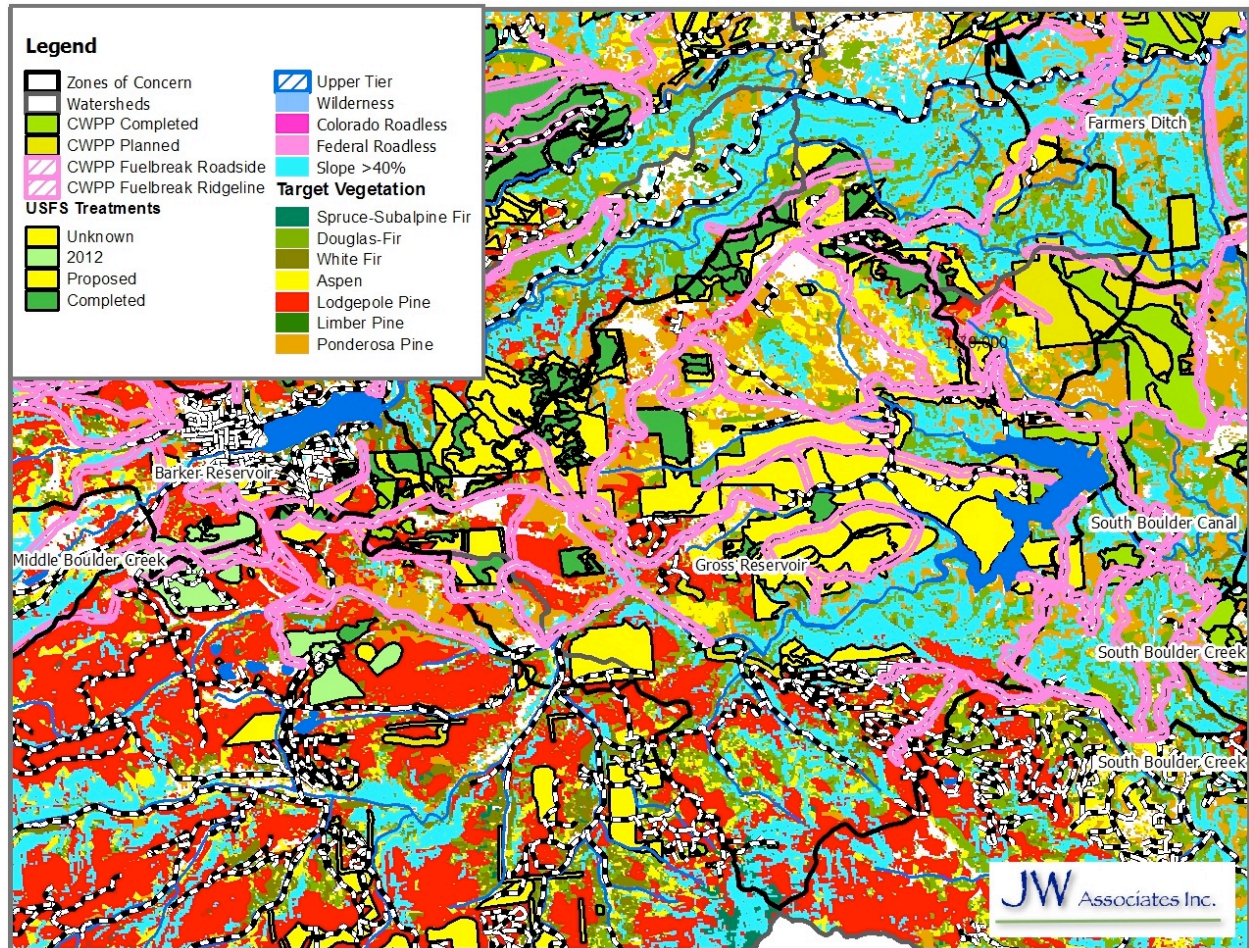 Legend
Zones of Concern
Watersheds
CWPP Completed
CWPP Planned
CWPP Fuelbreak Roadside
CWPP Fuelbreak Ridgeline
USFS Treatments
Unknown
2012
Proposed
Completed
Upper Tier
Wilderness
Colorado Roadless
Federal Roadless
Slope >40%
Target Vegetation
Spruce-Subalpine Fir
Douglas-Fir
White Fir
Aspen
Lodgepole Pine
Limber Pine
Ponderosa Pine
Farmers Ditch
Barker Reservoir
South Boulder Canal
Middle Boulder Creek
Gross Reservoir
South Boulder Creek
South Boulder Creek
JW Associates Inc.